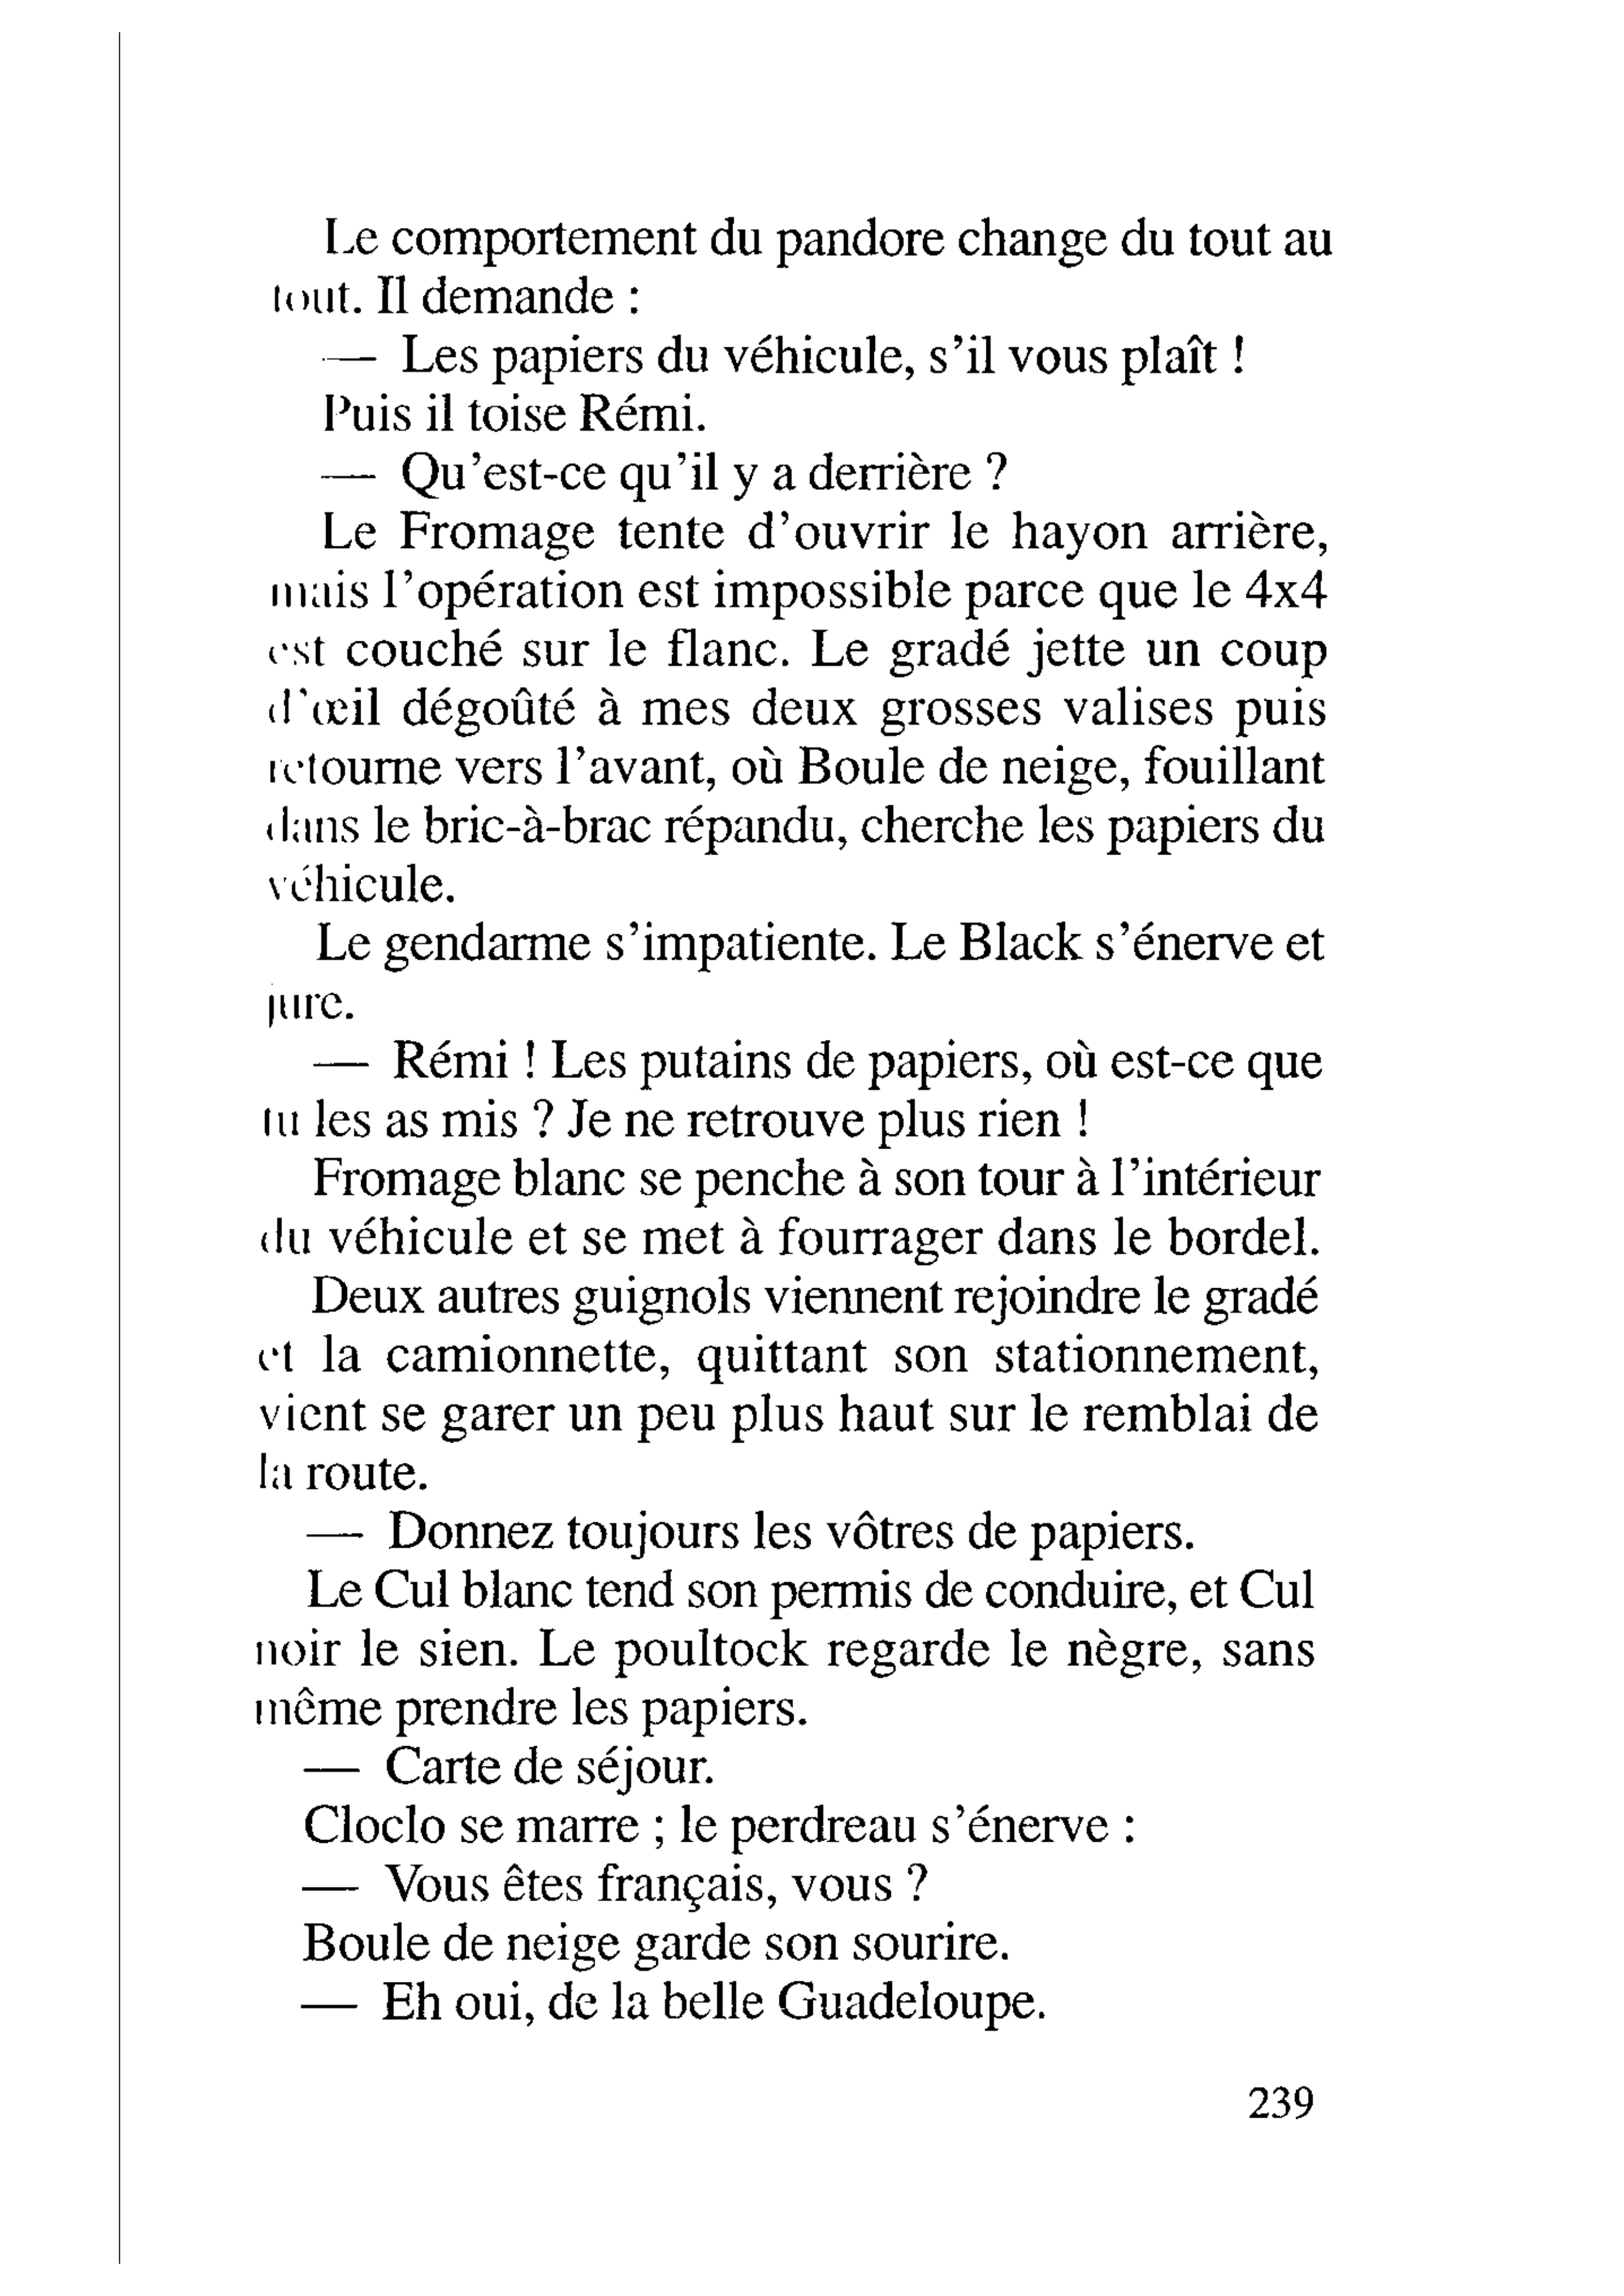 Le comportement du pandore change du tout au
tout. Il demande :
— Les papiers du véhicule, s’il vous plaît !
Puis il toise Rémi.
— Qu’est-ce qu’il y a derrière ?
Le Fromage tente d’ouvrir le hayon arrière,
mais l’opération est impossible parce que le 4x4
est couché sur le flanc. Le gradé jette un coup
d’œil dégoûté à mes deux grosses valises puis
retourne vers l’avant, où Boule de neige, fouillant
dans le bric-à-brac répandu, cherche les papiers du
véhicule.
Le gendarme s’impatiente. Le Black s’énerve et
jure.
— Rémi ! Les putains de papiers, où est-ce que
tu les as mis ? Je ne retrouve plus rien !
Fromage blanc se penche à son tour à l’intérieur
du véhicule et se met à fourrager dans le bordel.
Deux autres guignols viennent rejoindre le gradé
et la camionnette, quittant son stationnement,
vient se garer un peu plus haut sur le remblai de
la route.
— Donnez toujours les vôtres de papiers.
Le Cul blanc tend son permis de conduire, et Cul
noir le sien. Le poultock regarde le nègre, sans
même prendre les papiers.
— Carte de séjour.
Cloclo se marre ; le perdreau s’énerve :
— Vous êtes français, vous ?
Boule de neige garde son sourire.
— Eh oui, de la belle Guadeloupe.
239